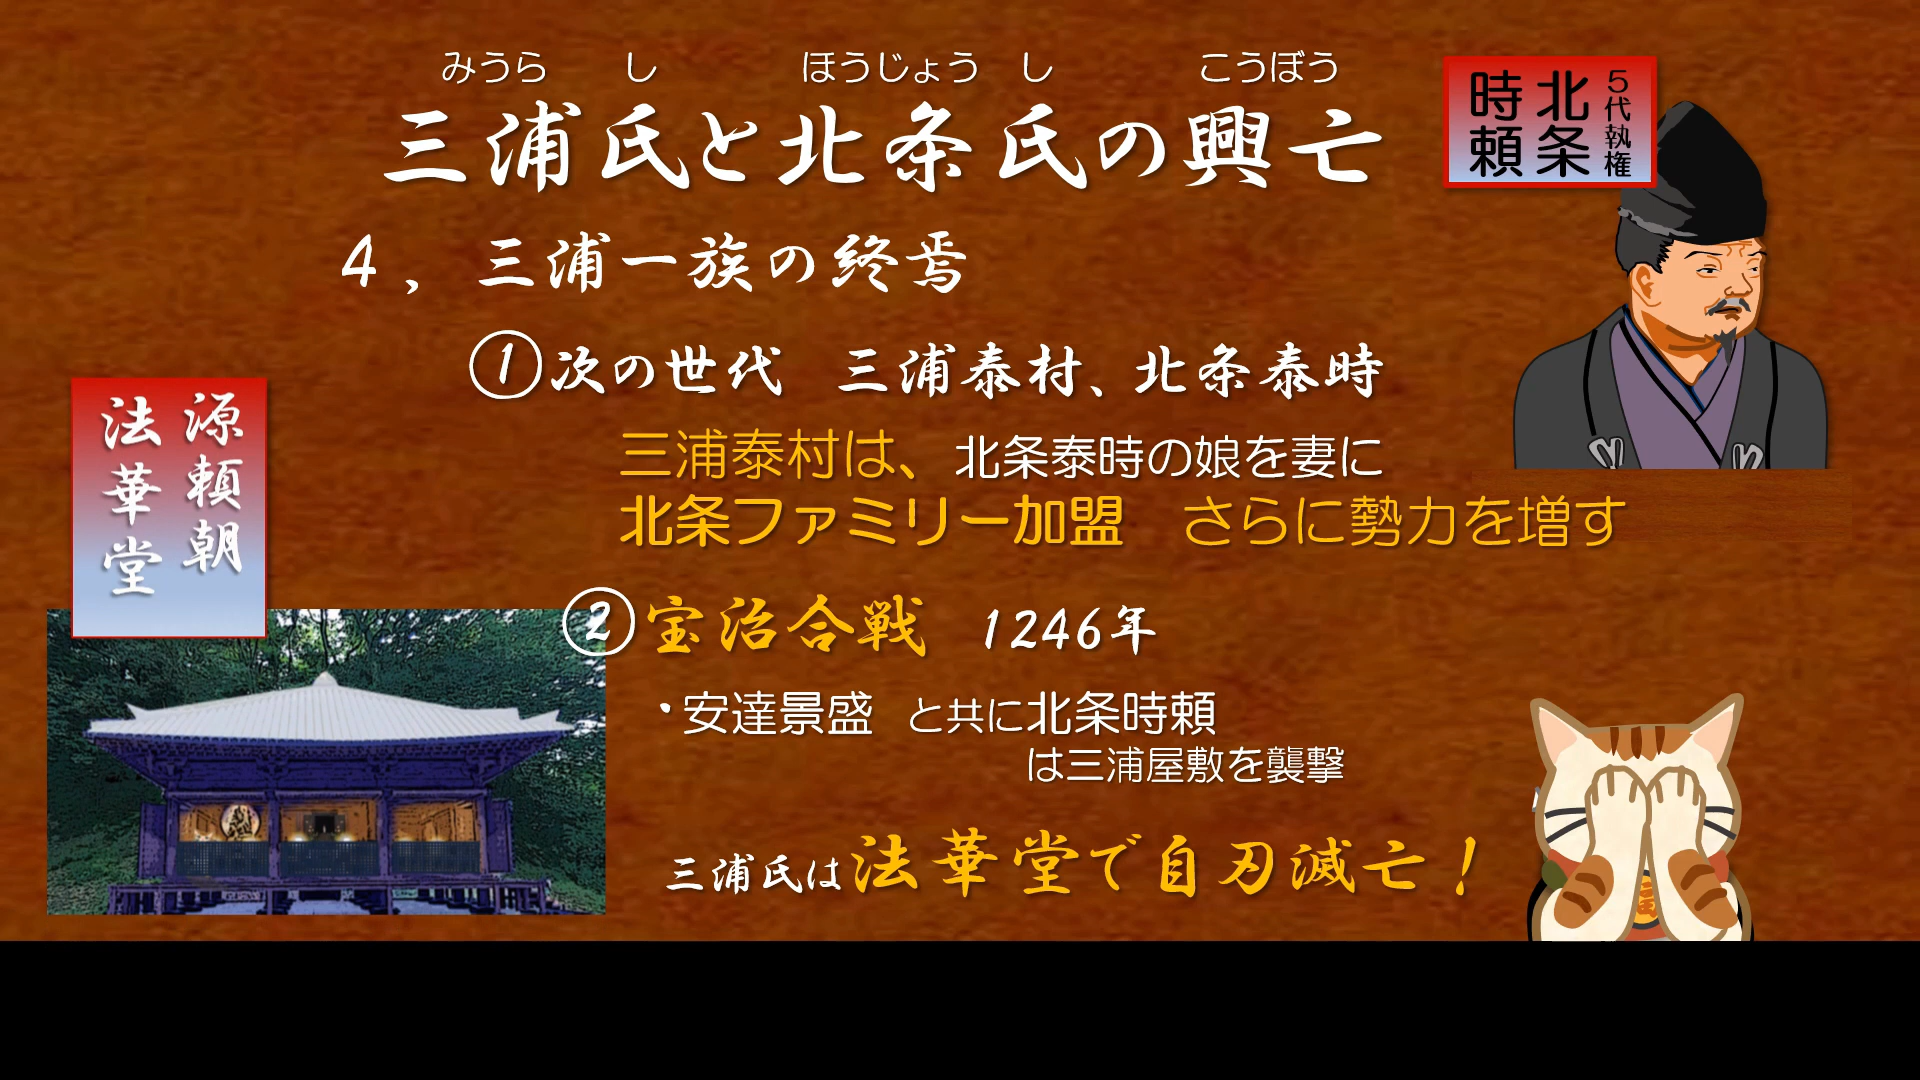 みうら し ほうじょう し こうぼう
三浦氏と北条氏の興亡
5代執権
北条
時頼
4，三浦一族の終焉
①次の世代 三浦泰村、北条泰時
三浦泰村は、北条泰時の娘を妻に
北条ファミリー加盟 さらに勢力を増す
源頼朝
法華堂
②宝治合戦 1246年
・安達景盛 と共に北条時頼
は三浦屋敷を襲撃
三浦氏は法華堂で自刃滅亡！